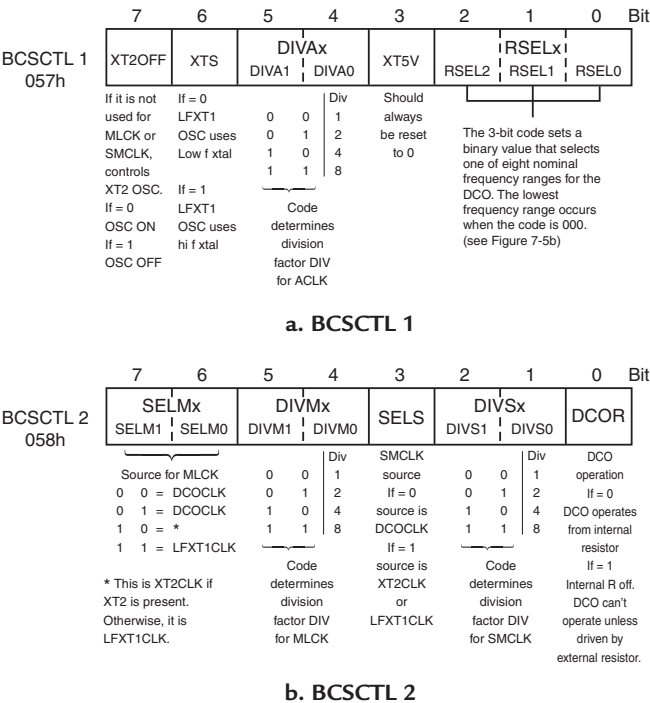 7 6 5 4 3 2 1 0 Bit
BCSCTL 1
057h
XT2OFF XTS DIVAx XT5V RSELx
DIVA1 DIVA0 RSEL2 RSEL1 RSEL0
If it is not
used for
MLCK or
SMCLK,
controls
XT2 OSC.
If = 0
OSC ON
If = 1
OSC OFF
If = 0
LFXT1
OSC uses
Low f xtal
If = 1
LFXT1
OSC uses
hi f xtal
Div
0 0 1
0 1 2
1 0 4
1 1 8
Code
determines
division
factor DIV
for ACLK
Should
always
be reset
to 0
The 3-bit code sets a
binary value that selects
one of eight nominal
frequency ranges for the
DCO. The lowest
frequency range occurs
when the code is 000.
(see Figure 7-5b)
a. BCSCTL 1
7 6 5 4 3 2 1 0 Bit
BCSCTL 2
058h
SELMx DIVMx SELS DIVSx DCOR
SELM1 SELM0 DIVM1 DIVM0 DIVS1 DIVS0
Source for MLCK
0 0 = DCOCLK
0 1 = DCOCLK
1 0 = *
1 1 = LFXT1CLK
* This is XT2CLK if
XT2 is present.
Otherwise, it is
LFXT1CLK.
Div
0 0 1
0 1 2
1 0 4
1 1 8
Code
determines
division
factor DIV
for MLCK
SMCLK
source
If = 0
source is
DCOCLK
If = 1
source is
XT2CLK
or
LFXT1CLK
Div
0 0 1
0 1 2
1 0 4
1 1 8
Code
determines
division
factor DIV
for SMCLK
DCO
operation
If = 0
DCO operates
from internal
resistor
If = 1
Internal R off.
DCO can't
operate unless
driven by
external resistor.
b. BCSCTL 2